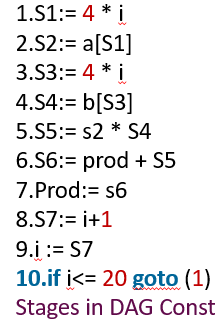 1.S1:= 4 * i
2.S2:= a[S1]
3.S3:= 4 * i
4.S4:= b[S3]
5.S5:= s2 * S4
6.S6:= prod + S5
7.Prod:= s6
8.S7:= i+1
9.i := S7
10.if i<= 20 goto (1)
Stages in DAG Const